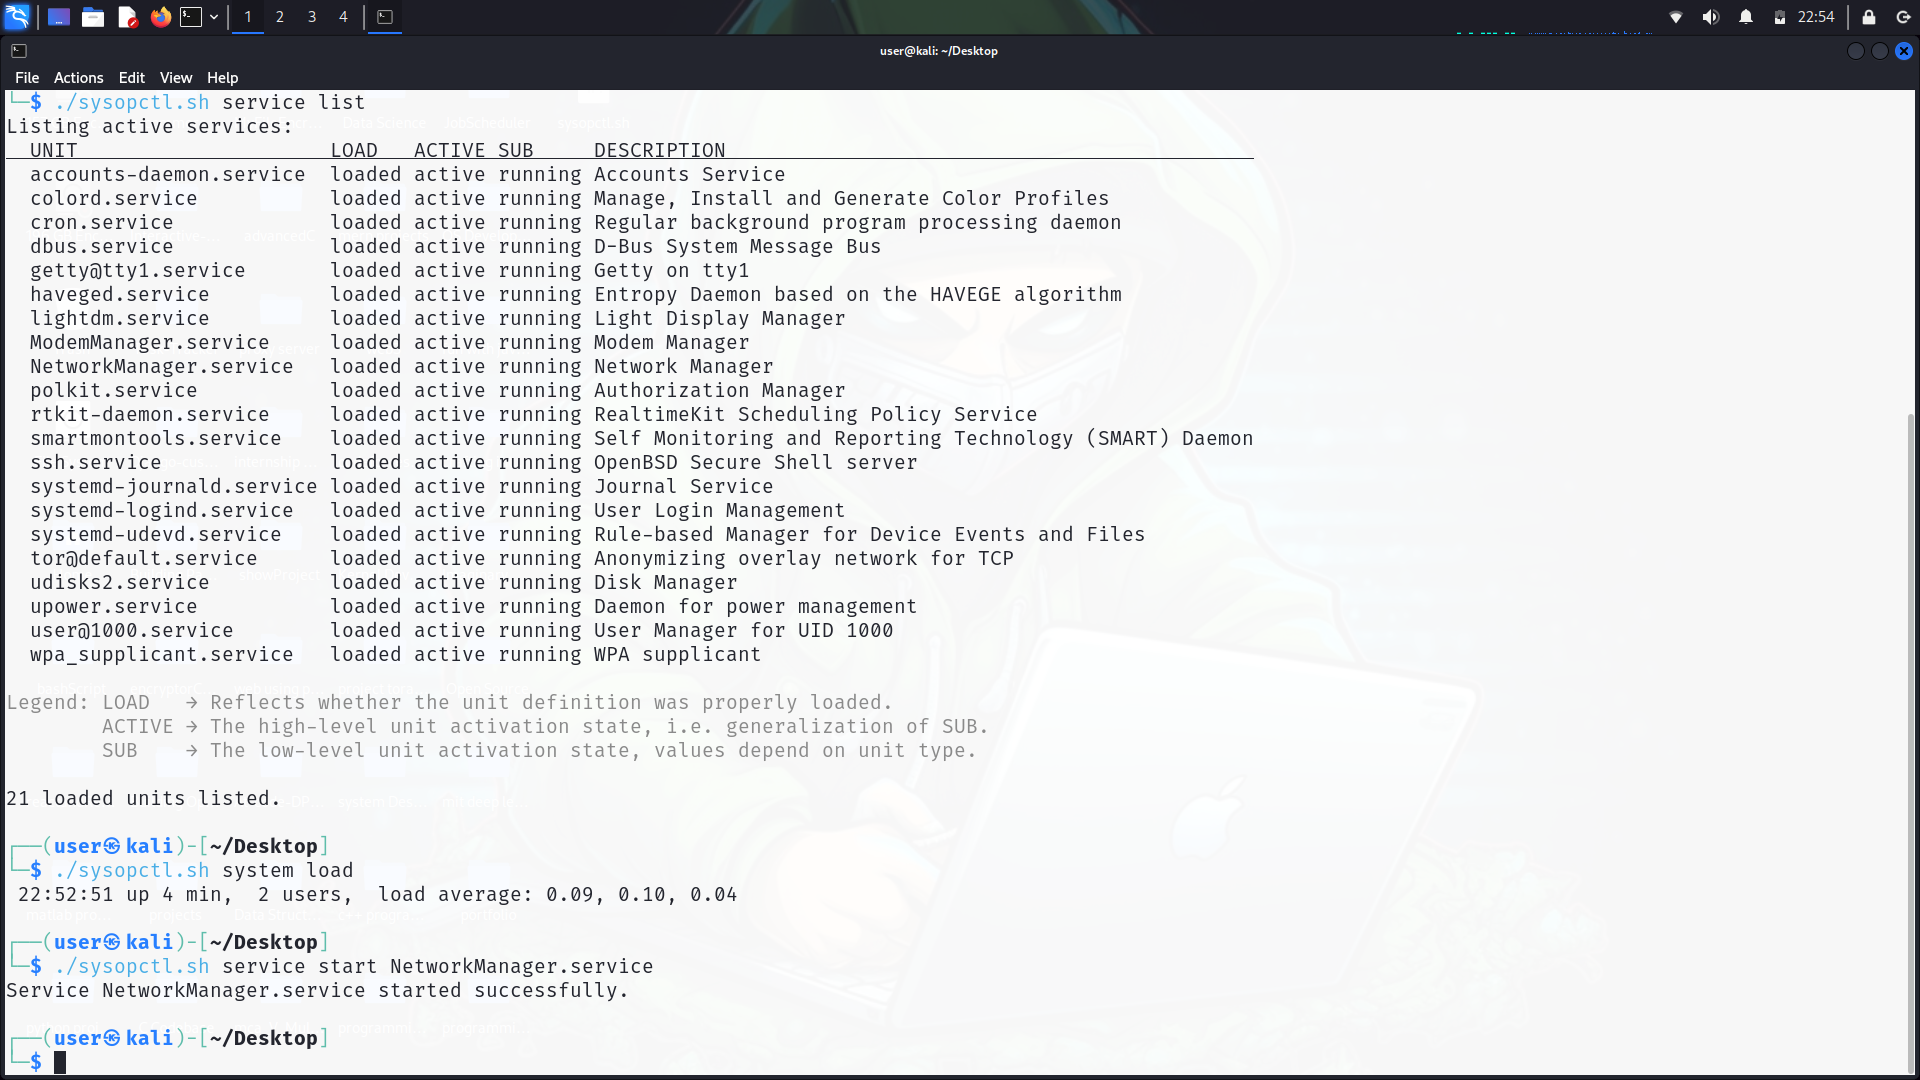 1 2 3 4
22:54
user@kali: ~/Desktop
File Actions Edit View Help
└─$ ./sysopctl.sh service list
Listing active services:
  UNIT                     LOAD   ACTIVE SUB     DESCRIPTION
  accounts-daemon.service  loaded active running Accounts Service
  colord.service           loaded active running Manage, Install and Generate Color Profiles
  cron.service             loaded active running Regular background program processing daemon
  dbus.service             loaded active running D-Bus System Message Bus
  getty@tty1.service       loaded active running Getty on tty1
  haveged.service          loaded active running Entropy Daemon based on the HAVEGE algorithm
  lightdm.service          loaded active running Light Display Manager
  ModemManager.service     loaded active running Modem Manager
  NetworkManager.service   loaded active running Network Manager
  polkit.service           loaded active running Authorization Manager
  rtkit-daemon.service     loaded active running RealtimeKit Scheduling Policy Service
  smartmontools.service    loaded active running Self Monitoring and Reporting Technology (SMART) Daemon
  ssh.service              loaded active running OpenBSD Secure Shell server
  systemd-journald.service loaded active running Journal Service
  systemd-logind.service   loaded active running User Login Management
  systemd-udevd.service    loaded active running Rule-based Manager for Device Events and Files
  tor@default.service      loaded active running Anonymizing overlay network for TCP
  udisks2.service          loaded active running Disk Manager
  upower.service           loaded active running Daemon for power management
  user@1000.service        loaded active running User Manager for UID 1000
  wpa_supplicant.service   loaded active running WPA supplicant
Legend: LOAD   → Reflects whether the unit definition was properly loaded.
        ACTIVE → The high-level unit activation state, i.e. generalization of SUB.
        SUB    → The low-level unit activation state, values depend on unit type.
21 loaded units listed.
┌──(user㉿kali)-[~/Desktop]
└─$ ./sysopctl.sh system load
 22:52:51 up 4 min,  2 users,  load average: 0.09, 0.10, 0.04
┌──(user㉿kali)-[~/Desktop]
└─$ ./sysopctl.sh service start NetworkManager.service
Service NetworkManager.service started successfully.
┌──(user㉿kali)-[~/Desktop]
└─$